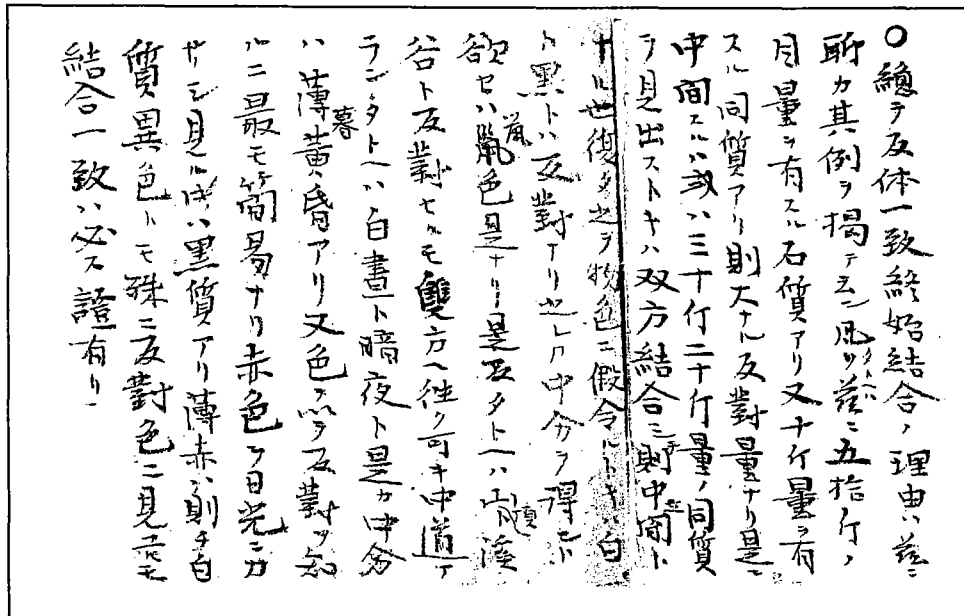 〇總テ反体一致終始結合ノ理由ハ茲ニ
聊カ其例ヲ揭テ云ン凡ソ茲ニ五拾行ノ
目量ヲ有スル石質アリ又十行量ヲ有
スル同質アリ則大ナル反對量ナリ是ニ
中間スルハ或ハ三十行二十行量ノ同質
ヲ見出ストキハ双方結合ニ則中間ト
ナル也復タ之ヲ物色ニ假令ルトキハ白
ト黒トハ反對ナリ之レカ中分ヲ得ント
欲セハ鼠色是ナリ是又タトヘハ山頂溪
谷ト反對セルモ雙方ヘ徃ク可キ中道ア
ランタトヘハ白晝ト暗夜ト是カ中分
ハ薄暮黄昏アリ又色ヲ以テ反對ヲ知
ルニ最モ簡易ナリ赤色ヲ日光ニカ
ザシ見ル時ハ黒質アリ薄赤ハ則チ白
質異色トモ殊ニ反對色ニ見ユルモ
結合一致ハ必ス證有リ